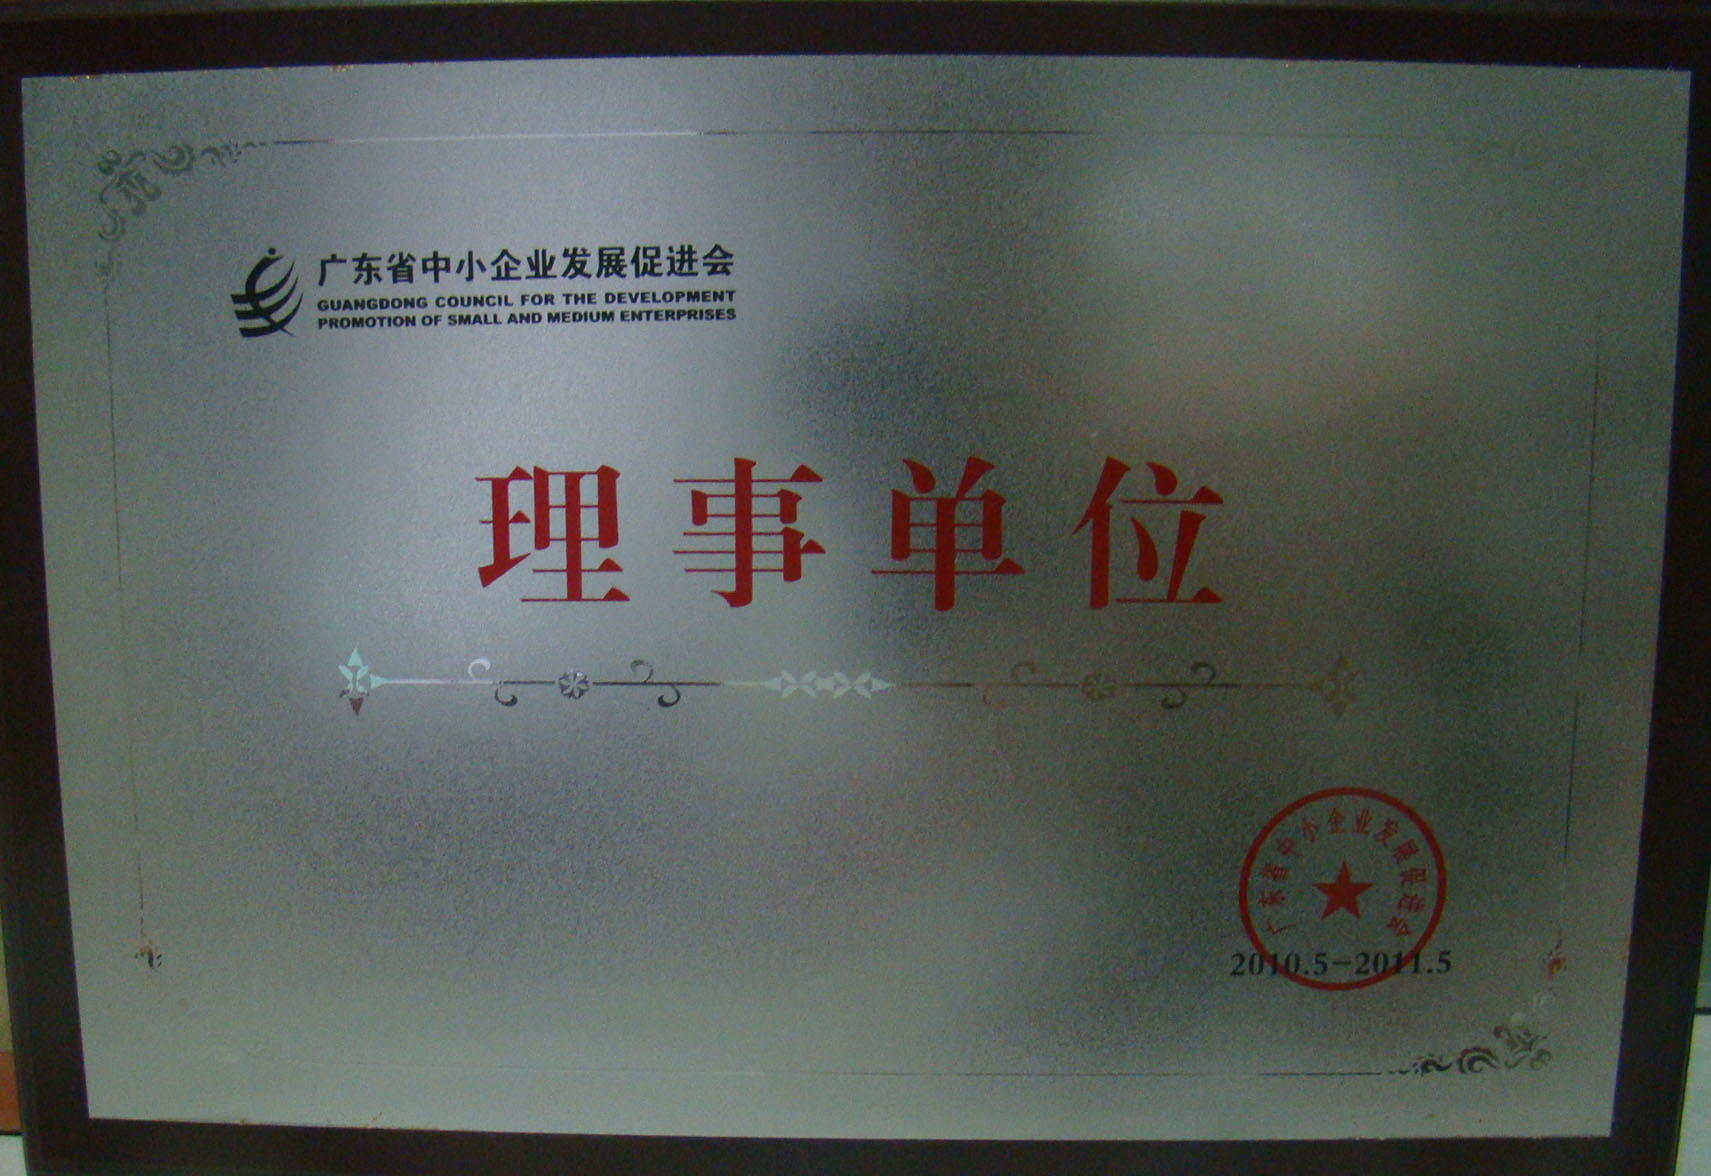 广东省中小企业发展促进会
GUANGDONG COUNCIL FOR THE DEVELOPMENT
PROMOTION OF SMALL AND MEDIUM ENTERPRISES
理事单位
广东省中小企业发展促进会
2010.5-2011.5